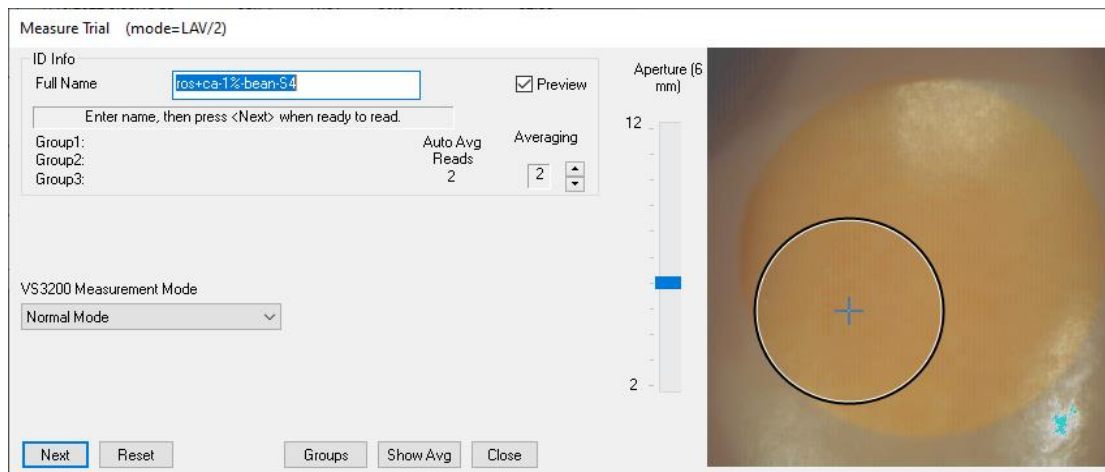 Measure Trial (mode=LAV/2)
ID Info
Full Name ros+ca-1%-bean-S4
Preview
Enter name, then press <Next> when ready to read.
Group1:
Group2:
Group3:
Auto Avg
Reads
2
Averaging
2
Aperture (6
mm)
12
2
VS3200 Measurement Mode
Normal Mode
Next Reset Groups Show Avg Close